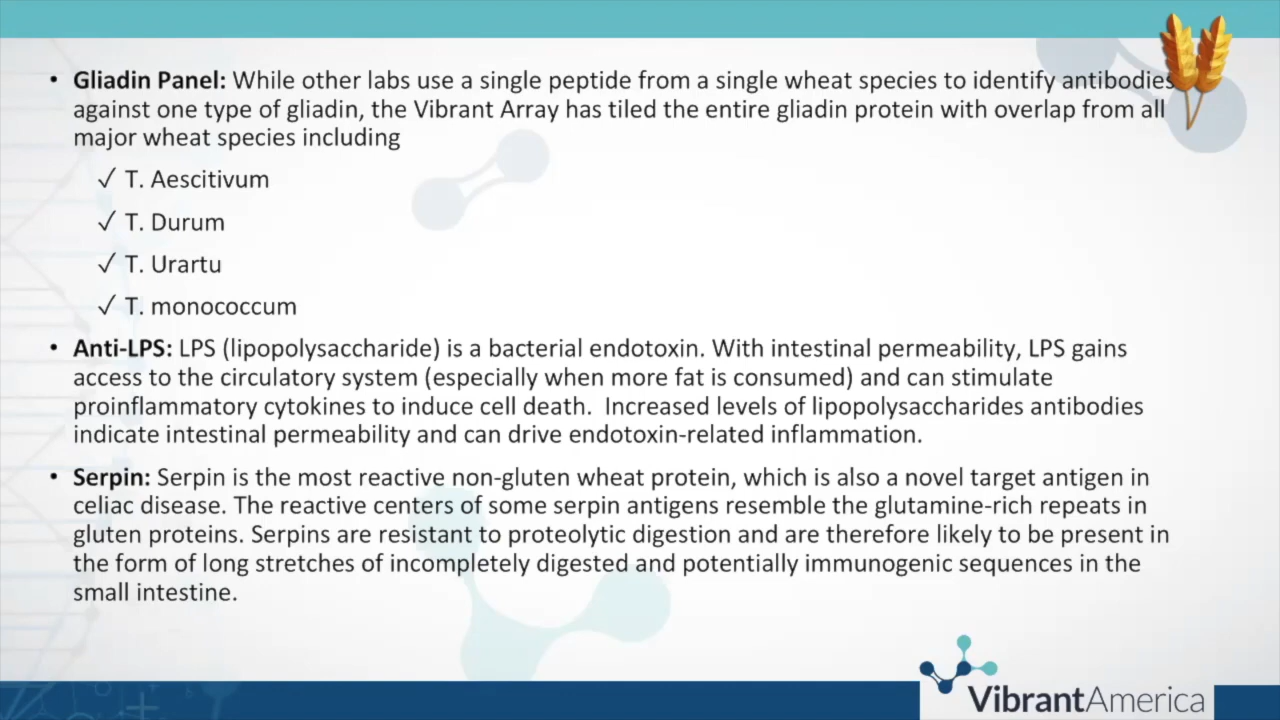 • Gliadin Panel: While other labs use a single peptide from a single wheat species to identify antibodies
against one type of gliadin, the Vibrant Array has tiled the entire gliadin protein with overlap from all
major wheat species including
✓ T. Aescitivum
✓ T. Durum
✓ T. Urartu
✓ T. monococcum
• Anti-LPS: LPS (lipopolysaccharide) is a bacterial endotoxin. With intestinal permeability, LPS gains
access to the circulatory system (especially when more fat is consumed) and can stimulate
proinflammatory cytokines to induce cell death.  Increased levels of lipopolysaccharides antibodies
indicate intestinal permeability and can drive endotoxin-related inflammation.
• Serpin: Serpin is the most reactive non-gluten wheat protein, which is also a novel target antigen in
celiac disease. The reactive centers of some serpin antigens resemble the glutamine-rich repeats in
gluten proteins. Serpins are resistant to proteolytic digestion and are therefore likely to be present in
the form of long stretches of incompletely digested and potentially immunogenic sequences in the
small intestine.
VibrantAmerica